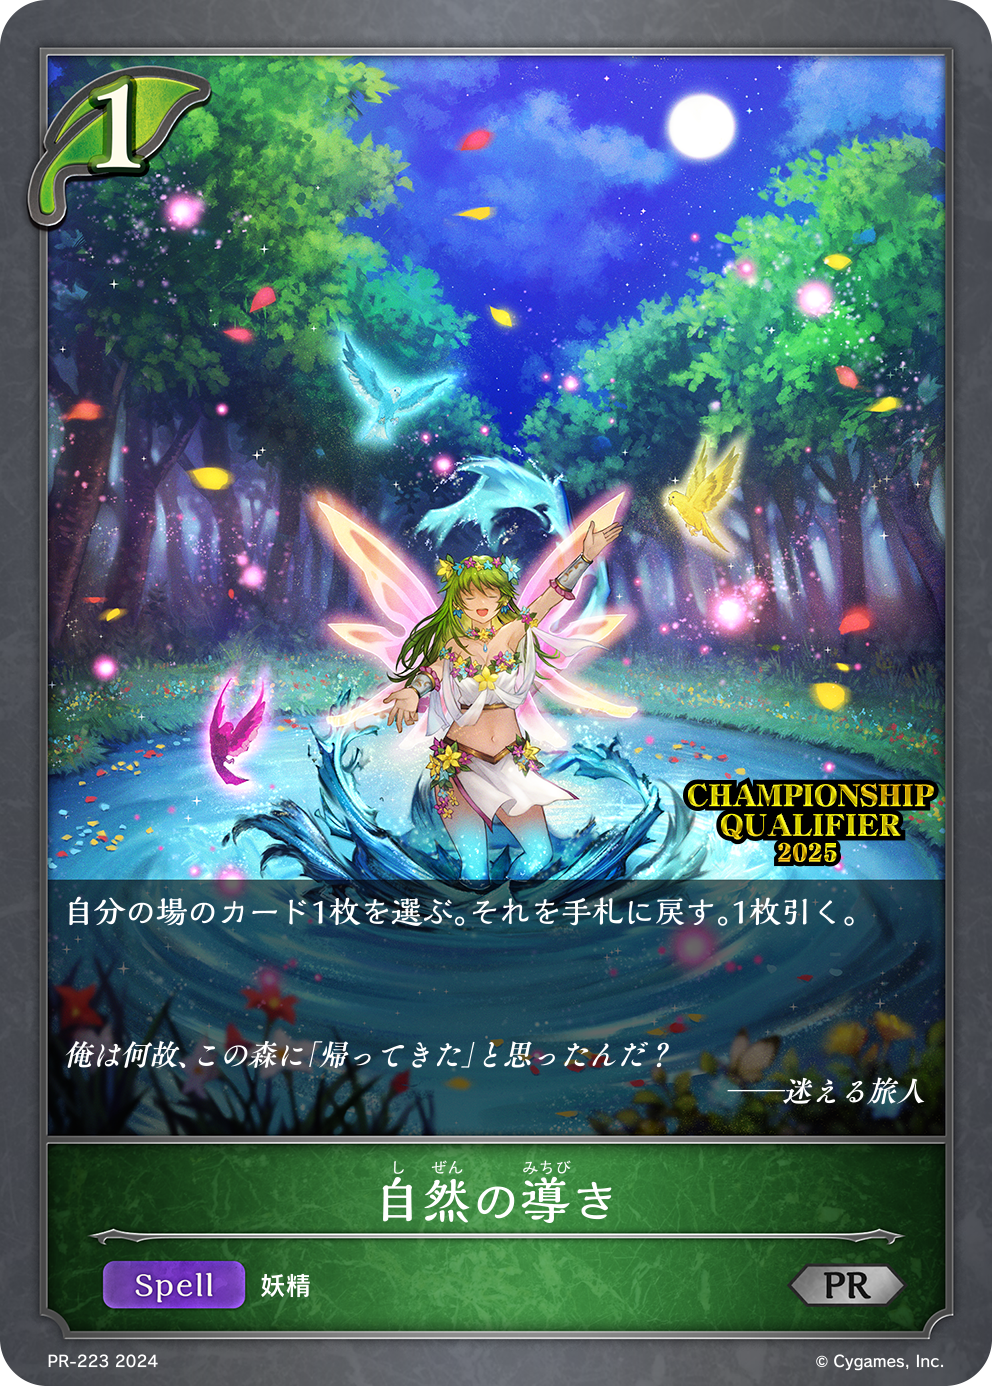 1
CHAMPIONSHIP
QUALIFIER
2025
自分の場のカード1枚を選ぶ。それを手札に戻す。1枚引く。
俺は何故、この森に「帰ってきた」と思ったんだ？
――迷える旅人
し ぜん みちび
自然の導き
Spell 妖精
PR
PR-223 2024
© Cygames, Inc.